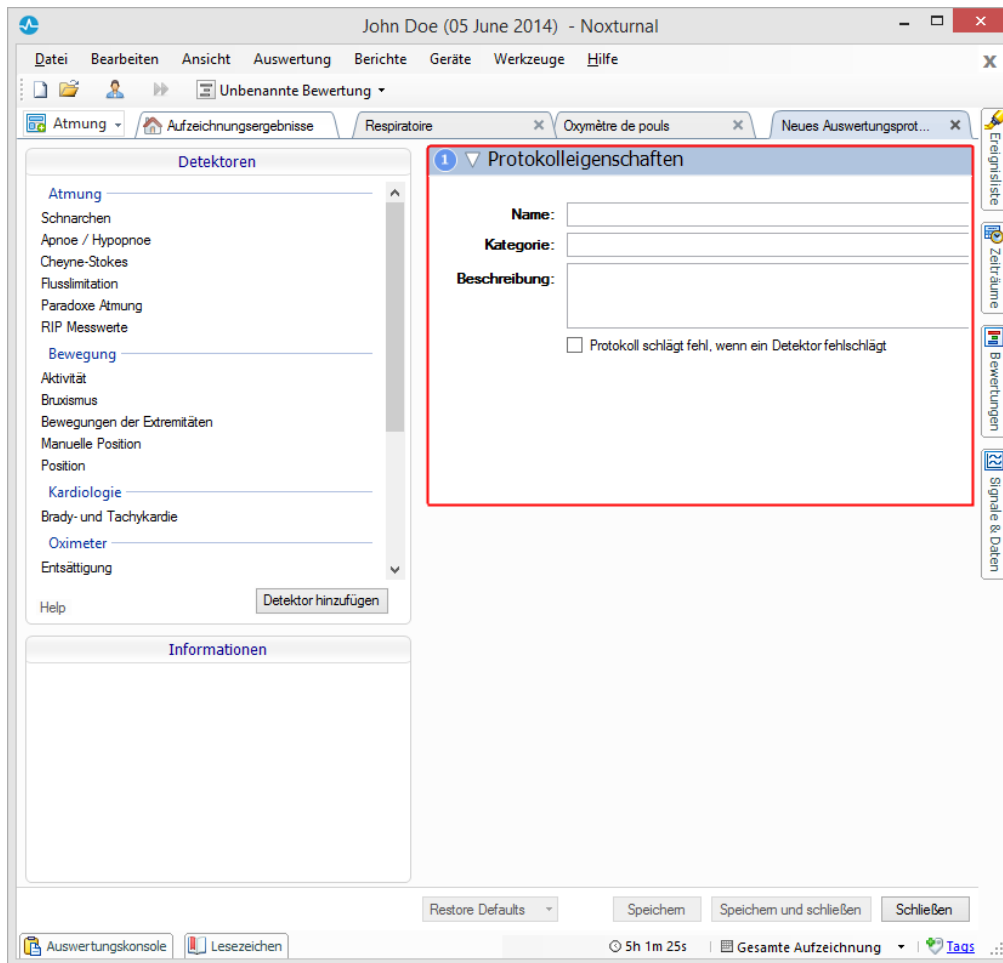 John Doe (05 June 2014) - Noxturnal
Datei Bearbeiten Ansicht Auswertung Berichte Geräte Werkzeuge Hilfe
Unbenannte Bewertung
Atmung Aufzeichnungsergebnisse Respiratoire Oxymètre de pouls Neues Auswertungsprot...
Detektoren
Atmung
Schnarchen
Apnoe / Hypopnoe
Cheyne-Stokes
Flusslimitation
Paradoxe Atmung
RIP Messwerte
Bewegung
Aktivität
Bruxismus
Bewegungen der Extremitäten
Manuelle Position
Position
Kardiologie
Brady- und Tachykardie
Oximeter
Entsättigung
Help Detektor hinzufügen
Informationen
1 Protokolleigenschaften
Name:
Kategorie:
Beschreibung:
Protokoll schlägt fehl, wenn ein Detektor fehlschlägt
Ereignisliste
Zeiträume
Bewertungen
Signale & Daten
Restore Defaults Speichern Speichern und schließen Schließen
Auswertungskonsole Lesezeichen 5h 1m 25s Gesamte Aufzeichnung Tags